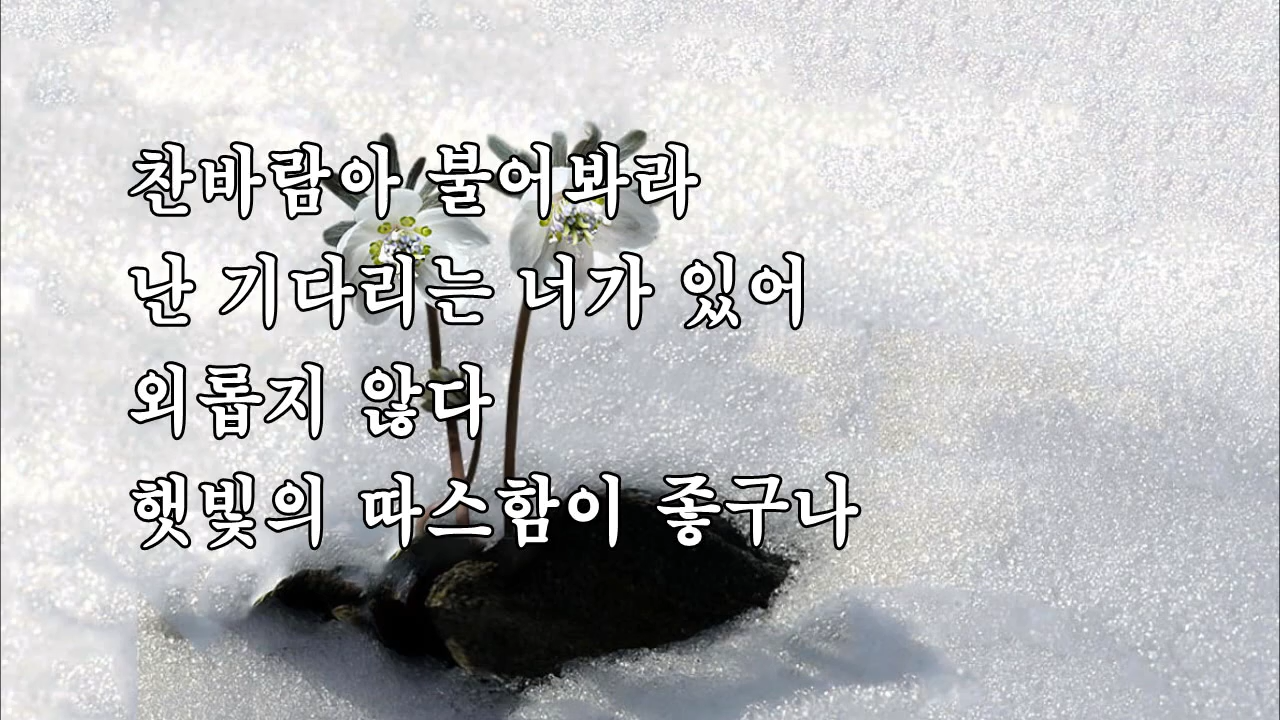 찬바람아 불어봐라
난 기다리는 너가 있어
외롭지 않다
햇빛의 따스함이 좋구나